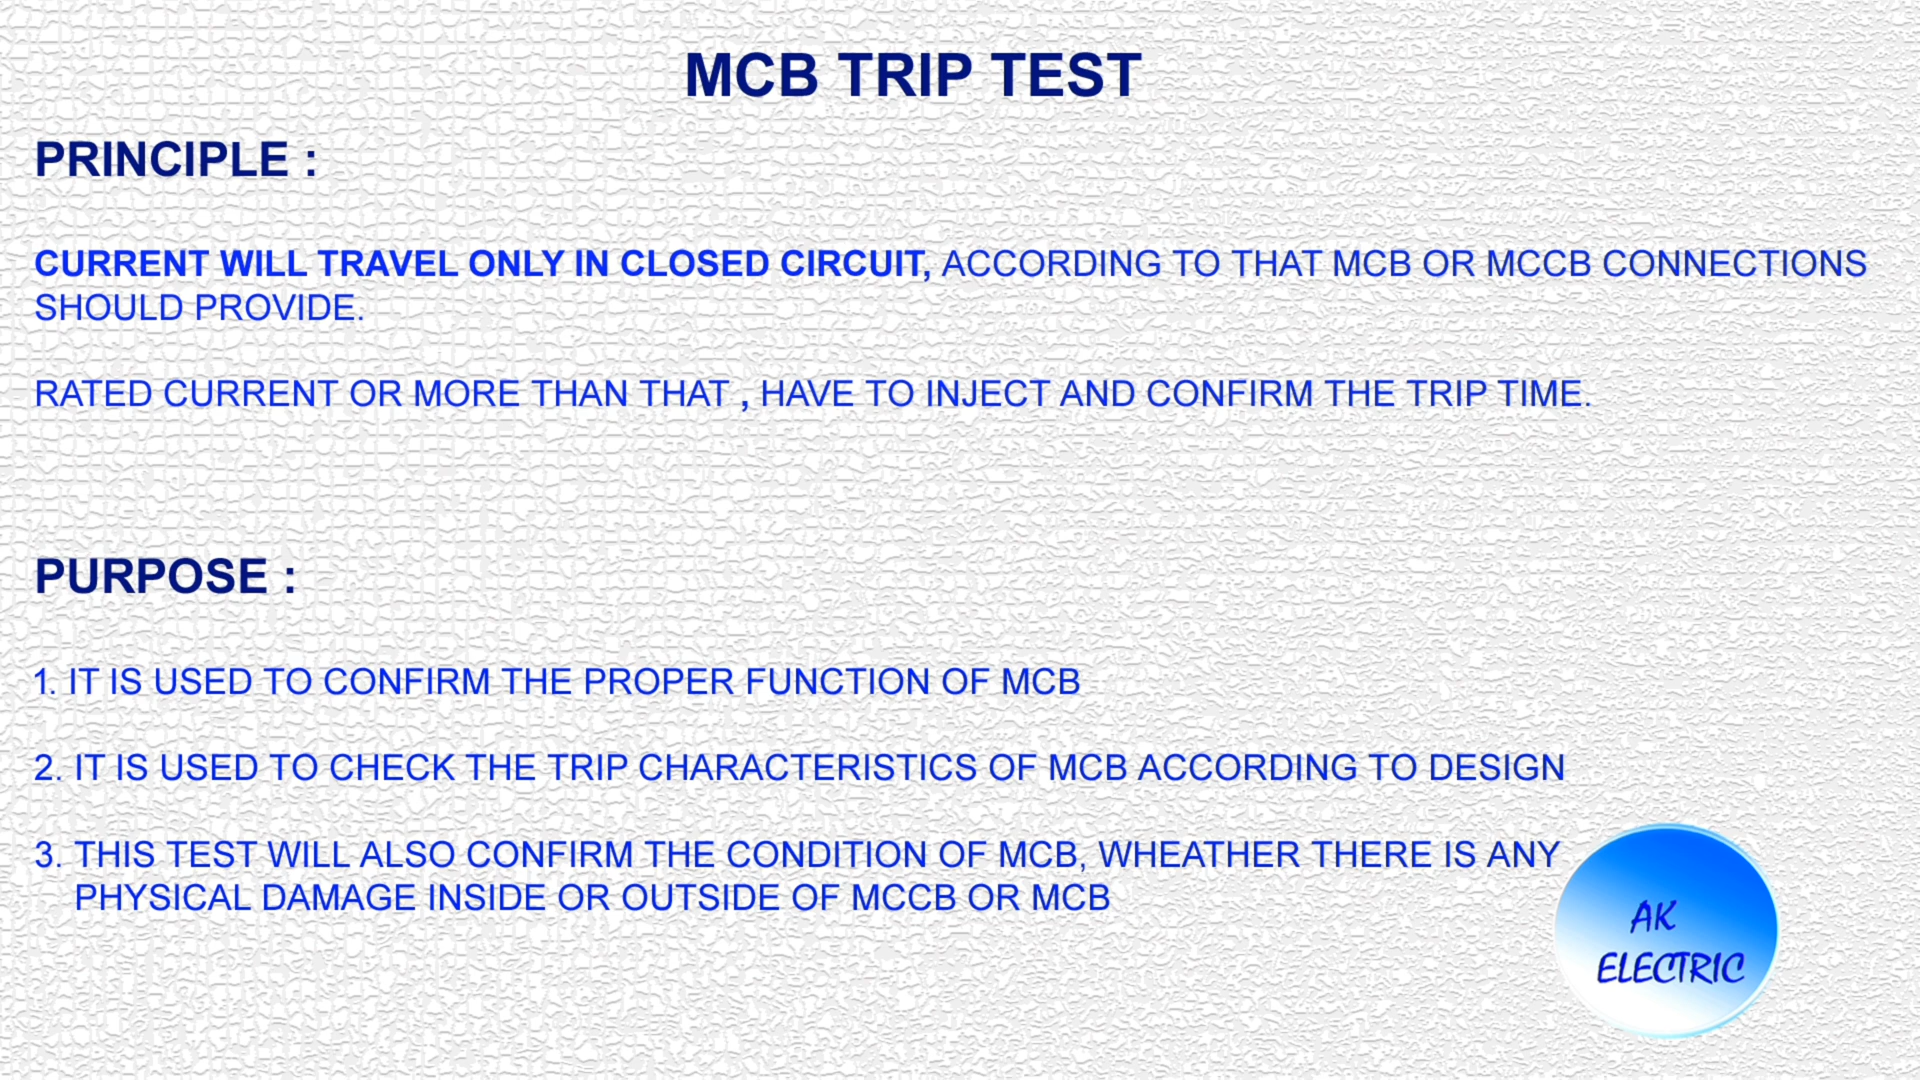 MCB TRIP TEST
PRINCIPLE :
CURRENT WILL TRAVEL ONLY IN CLOSED CIRCUIT, ACCORDING TO THAT MCB OR MCCB CONNECTIONS
SHOULD PROVIDE.
RATED CURRENT OR MORE THAN THAT , HAVE TO INJECT AND CONFIRM THE TRIP TIME.
PURPOSE :
1. IT IS USED TO CONFIRM THE PROPER FUNCTION OF MCB
2. IT IS USED TO CHECK THE TRIP CHARACTERISTICS OF MCB ACCORDING TO DESIGN
3. THIS TEST WILL ALSO CONFIRM THE CONDITION OF MCB, WHEATHER THERE IS ANY
PHYSICAL DAMAGE INSIDE OR OUTSIDE OF MCCB OR MCB
AK
ELECTRIC